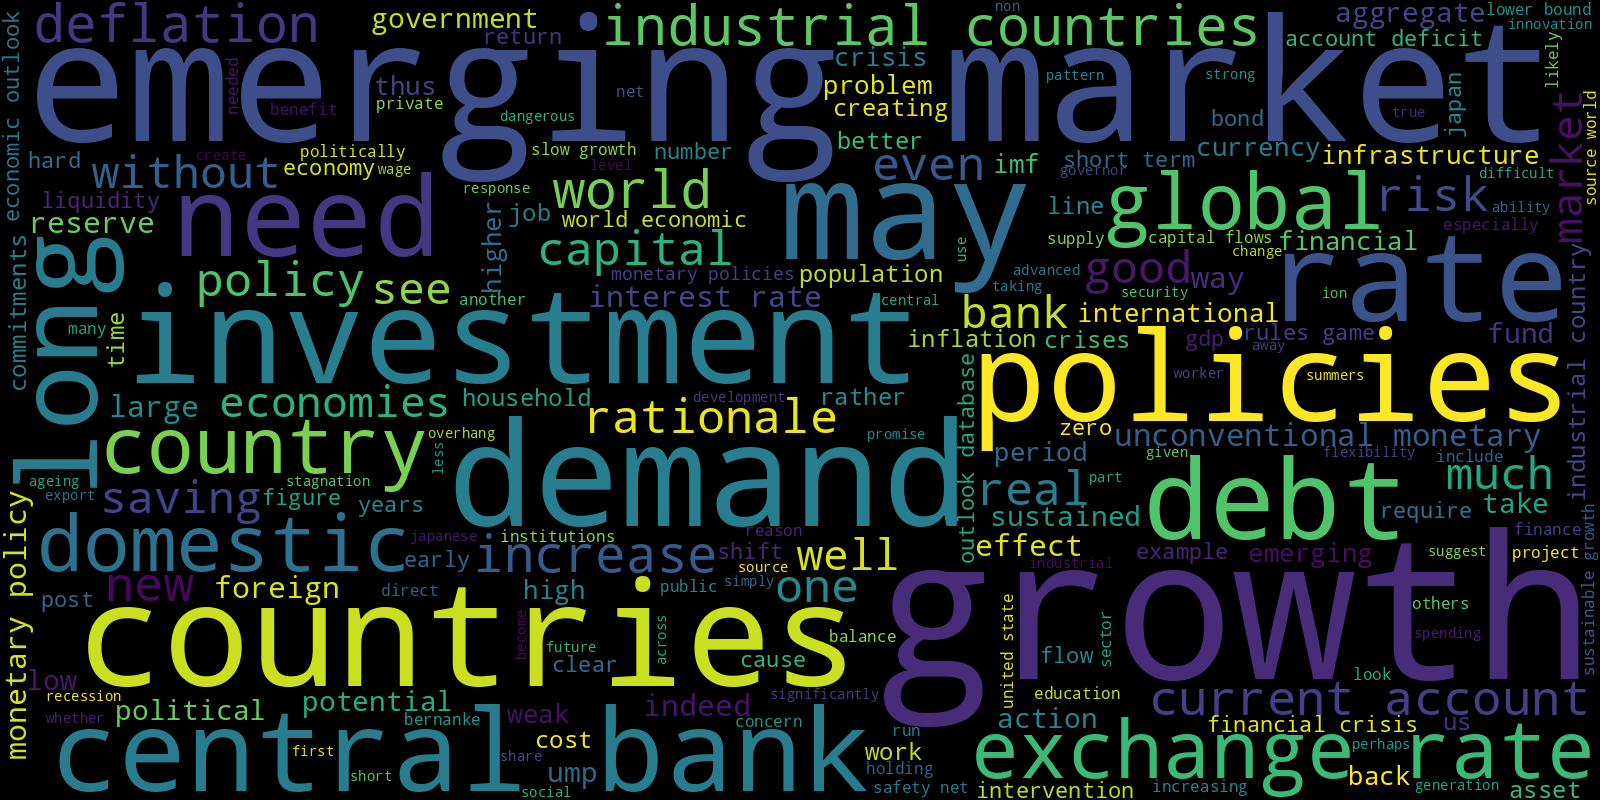 deflation
government
return
industrial countries
non
aggregate
lower bound
innovation
account deficit
emerging market
crisis
thus
private
needed
benefit
net
dangerous
problem
creating
better
pattern
strong
bond
true
japan
likely
commitments economic outlook
hard
without
create
politically
economy
wage
slow growth
level
number
even
imf
short term
governor
currency
infrastructure
difficult
source world
market
liquidity
reserve
need
response
higher
job
world
world economic
may
line
global
risk
ability
especially
capital
supply
capital flows
change
financial
use
long
policy
see
another
monetary policies
population
advanced
taking
good
way
rate
security
ion
industrial country
many
time
investment
interest rate
central
bank
international
inflation
crises
gdp
rules game
away
fund
policies
worker
summers
large
economies
household
development
rather
rationale
outlook database
zero
unconventional monetary
country
overhang
less
demand
promise
period
given
flexibility
include
ageing
export
saving
stagnation
figure
years
real
part
debt
much
sustained
require
take
monetary policy
domestic
japanese
institutions
early
increase
reason
shift
source
well
effect
example
emerging
suggest
finance
project
industrial
new
foreign
direct
post
high
public
simply
one
growth
others
spending
sustainable growth
countries
become
future
across
clear
cause
balance
united state
flow
sector
look
low
recession
whether
political
potential
bernanke
weak
indeed
significantly
concern
education
action
current account
financial crisis
us
central bank
first
short
share
social
cost
ump
run
work
holding
safety net
exchange rate
perhaps
back
intervention
increasing
generation
asset